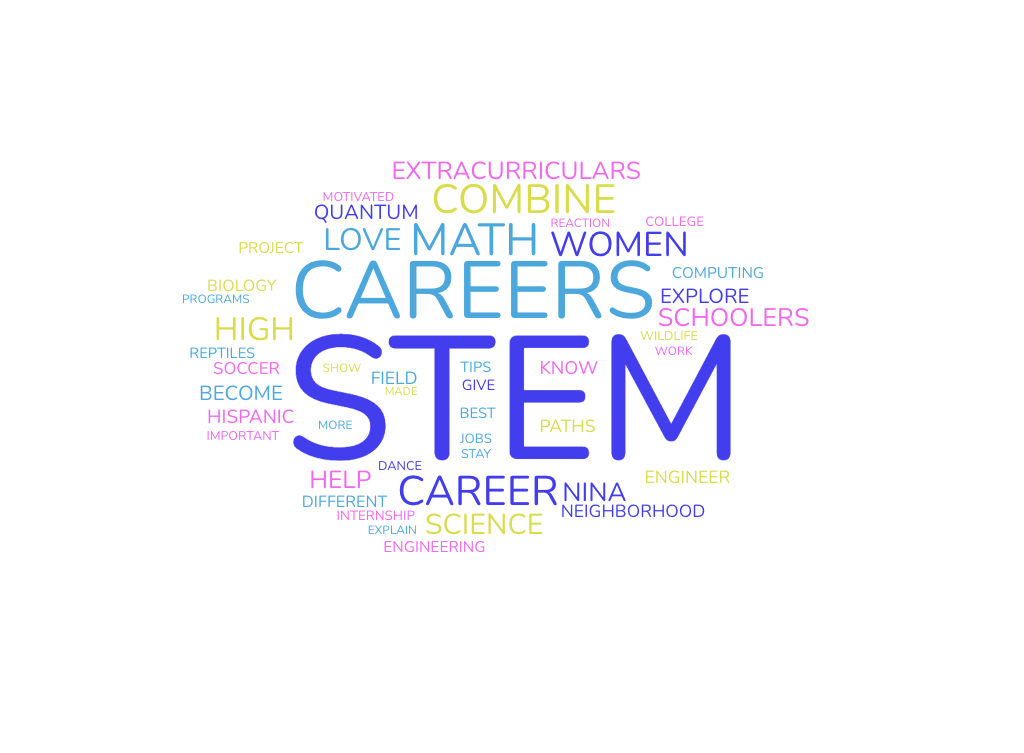 EXTRACURRICULARS
MOTIVATED
COMBINE
QUANTUM
REACTION
COLLEGE
PROJECT
LOVE
MATH
WOMEN
COMPUTING
BIOLOGY
PROGRAMS
CAREERS
EXPLORE
SCHOOLERS
HIGH
WILDLIFE
WORK
REPTILES
SOCCER
STEM
SHOW
FIELD
MADE
TIPS
GIVE
KNOW
BECOME
HISPANIC
IMPORTANT
MORE
BEST
PATHS
JOBS
STAY
DANCE
HELP
CAREER
NINA
ENGINEER
DIFFERENT
NEIGHBORHOOD
INTERNSHIP
SCIENCE
EXPLAIN
ENGINEERING